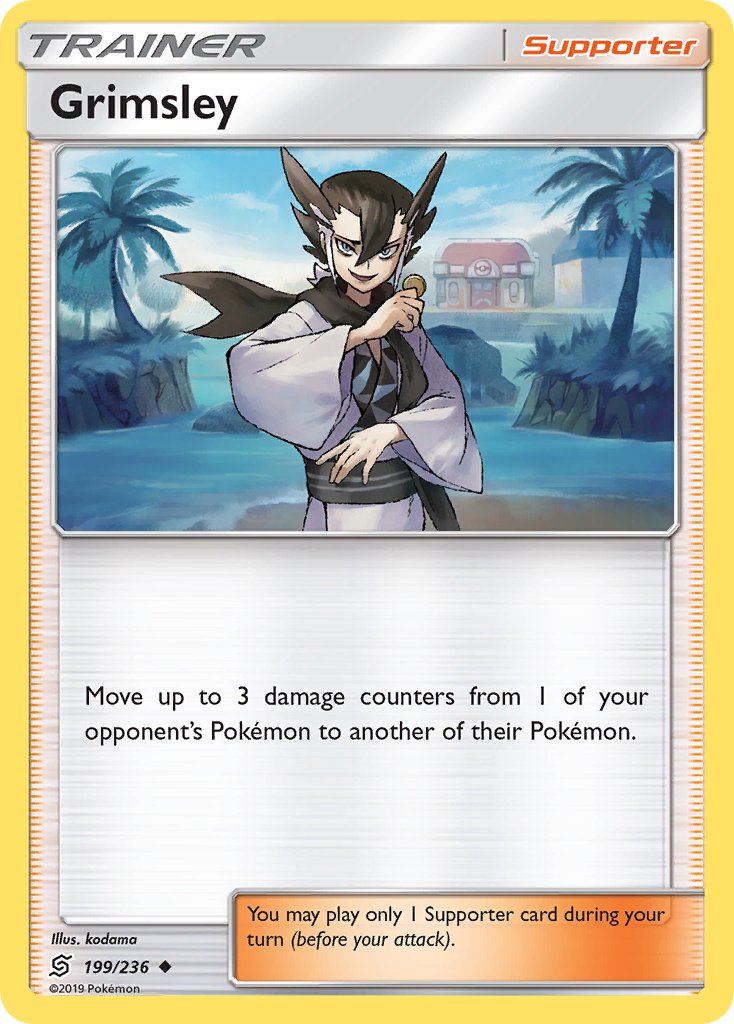 TRAINER
Supporter
Grimsley
Move up to 3 damage counters from 1 of your
opponent's Pokémon to another of their Pokémon.
You may play only 1 Supporter card during your
turn (before your attack).
Illus. kodama
199/236 ◆
©2019 Pokémon